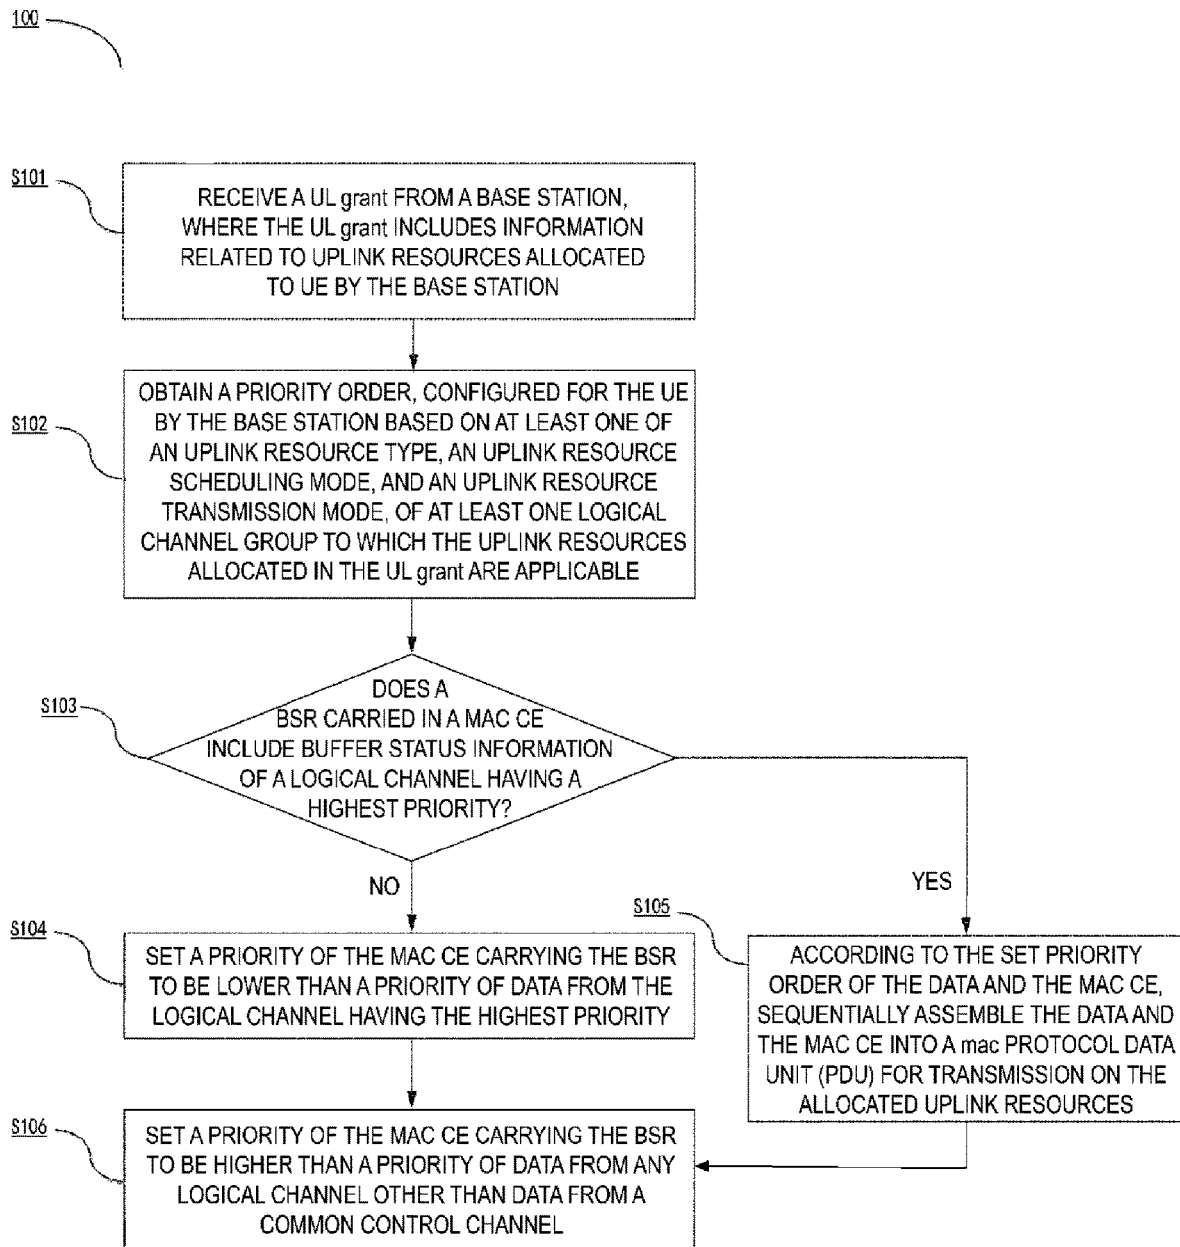 100
S101
RECEIVE A UL grant FROM A BASE STATION,
WHERE THE UL grant INCLUDES INFORMATION
RELATED TO UPLINK RESOURCES ALLOCATED
TO UE BY THE BASE STATION
S102
OBTAIN A PRIORITY ORDER, CONFIGURED FOR THE UE
BY THE BASE STATION BASED ON AT LEAST ONE OF
AN UPLINK RESOURCE TYPE, AN UPLINK RESOURCE
SCHEDULING MODE, AND AN UPLINK RESOURCE
TRANSMISSION MODE, OF AT LEAST ONE LOGICAL
CHANNEL GROUP TO WHICH THE UPLINK RESOURCES
ALLOCATED IN THE UL grant ARE APPLICABLE
S103
DOES A
BSR CARRIED IN A MAC CE
INCLUDE BUFFER STATUS INFORMATION
OF A LOGICAL CHANNEL HAVING A
HIGHEST PRIORITY?
NO
YES
S104
SET A PRIORITY OF THE MAC CE CARRYING THE BSR
TO BE LOWER THAN A PRIORITY OF DATA FROM THE
LOGICAL CHANNEL HAVING THE HIGHEST PRIORITY
S105
ACCORDING TO THE SET PRIORITY
ORDER OF THE DATA AND THE MAC CE,
SEQUENTIALLY ASSEMBLE THE DATA AND
THE MAC CE INTO A mac PROTOCOL DATA
UNIT (PDU) FOR TRANSMISSION ON THE
ALLOCATED UPLINK RESOURCES
S106
SET A PRIORITY OF THE MAC CE CARRYING THE BSR
TO BE HIGHER THAN A PRIORITY OF DATA FROM ANY
LOGICAL CHANNEL OTHER THAN DATA FROM A
COMMON CONTROL CHANNEL